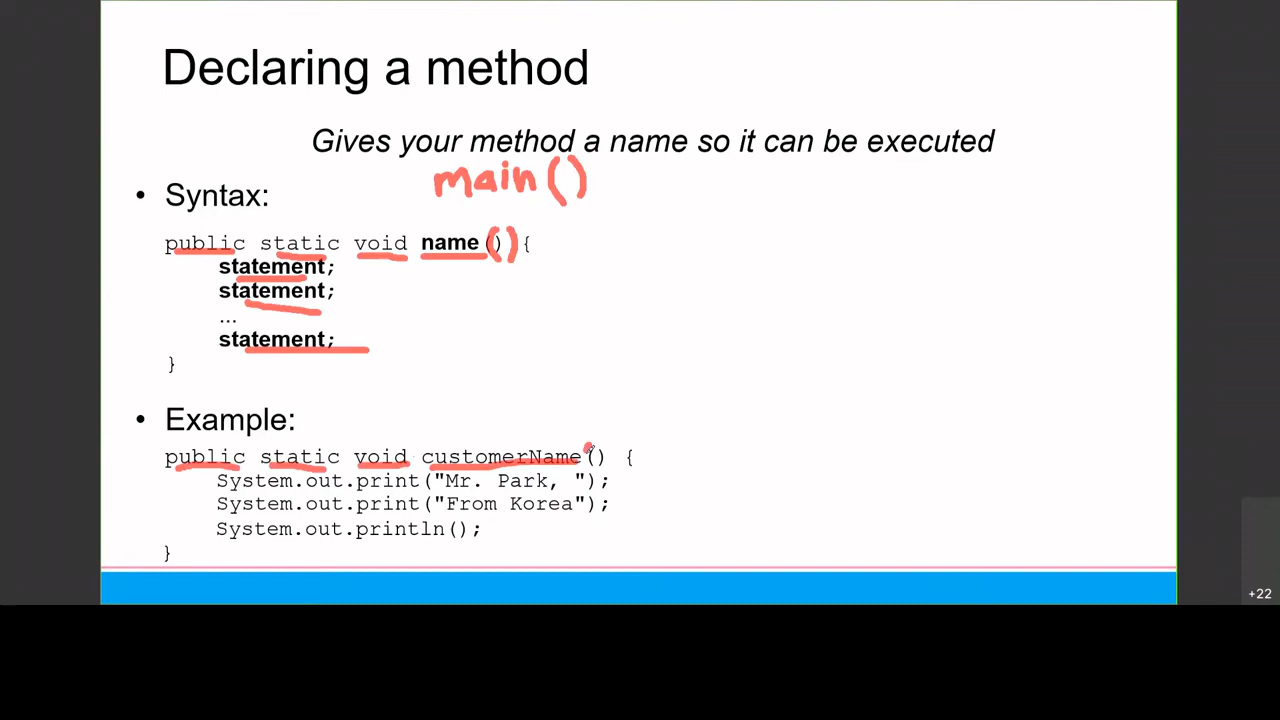 Declaring a method
Gives your method a name so it can be executed
main()
• Syntax:
public static void name() {
statement;
statement;
...
statement;
}
• Example:
public static void customerName() {
System.out.print("Mr. Park, ");
System.out.print("From Korea");
System.out.println();
}
+22